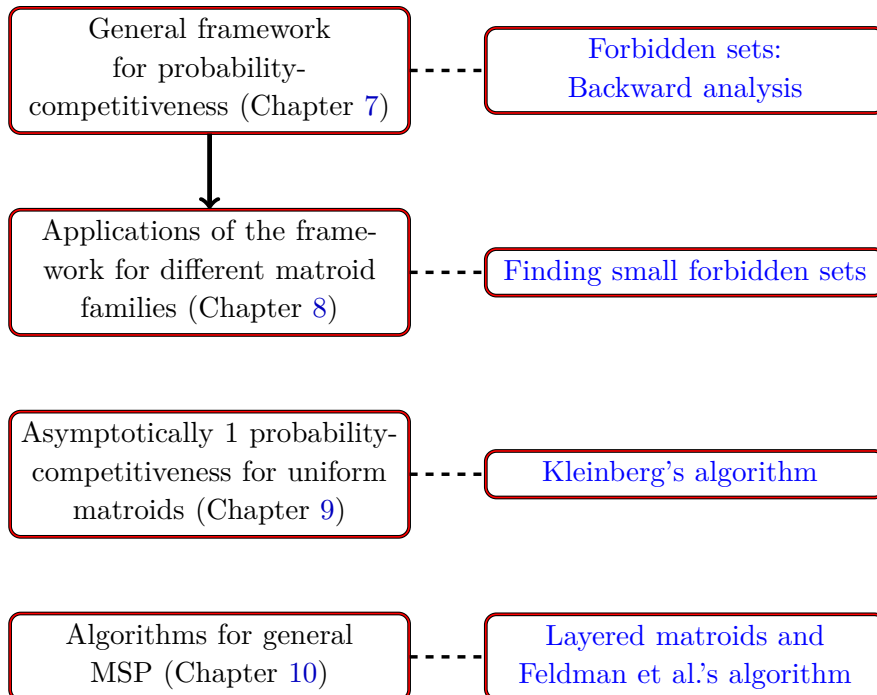 General framework
for probability-
competitiveness (Chapter 7)
Forbidden sets:
Backward analysis
Applications of the frame-
work for different matroid
families (Chapter 8)
Finding small forbidden sets
Asymptotically 1 probability-
competitiveness for uniform
matroids (Chapter 9)
Kleinberg's algorithm
Algorithms for general
MSP (Chapter 10)
Layered matroids and
Feldman et al.'s algorithm